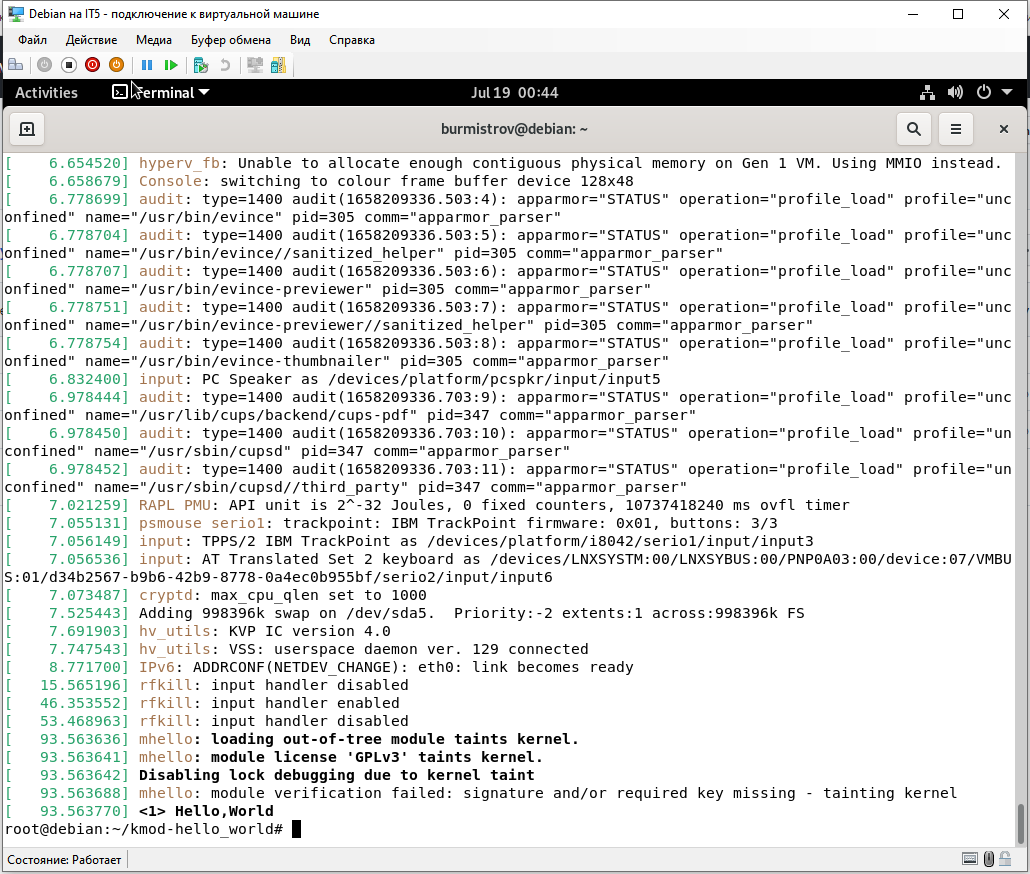 Debian на IT5 - подключение к виртуальной машине
Файл Действие Медиа Буфер обмена Вид Справка
Activities Terminal Jul 19 00:44
burmistrov@debian: ~
[    6.654520] hyperv_fb: Unable to allocate enough contiguous physical memory on Gen 1 VM. Using MMIO instead.
[    6.658679] Console: switching to colour frame buffer device 128x48
[    6.778699] audit: type=1400 audit(1658209336.503:4): apparmor="STATUS" operation="profile_load" profile="unc
onfined" name="/usr/bin/evince" pid=305 comm="apparmor_parser"
[    6.778704] audit: type=1400 audit(1658209336.503:5): apparmor="STATUS" operation="profile_load" profile="unc
onfined" name="/usr/bin/evince//sanitized_helper" pid=305 comm="apparmor_parser"
[    6.778707] audit: type=1400 audit(1658209336.503:6): apparmor="STATUS" operation="profile_load" profile="unc
onfined" name="/usr/bin/evince-previewer" pid=305 comm="apparmor_parser"
[    6.778751] audit: type=1400 audit(1658209336.503:7): apparmor="STATUS" operation="profile_load" profile="unc
onfined" name="/usr/bin/evince-previewer//sanitized_helper" pid=305 comm="apparmor_parser"
[    6.778754] audit: type=1400 audit(1658209336.503:8): apparmor="STATUS" operation="profile_load" profile="unc
onfined" name="/usr/bin/evince-thumbnailer" pid=305 comm="apparmor_parser"
[    6.832400] input: PC Speaker as /devices/platform/pcspkr/input/input5
[    6.978444] audit: type=1400 audit(1658209336.703:9): apparmor="STATUS" operation="profile_load" profile="unc
onfined" name="/usr/lib/cups/backend/cups-pdf" pid=347 comm="apparmor_parser"
[    6.978450] audit: type=1400 audit(1658209336.703:10): apparmor="STATUS" operation="profile_load" profile="un
confined" name="/usr/sbin/cupsd" pid=347 comm="apparmor_parser"
[    6.978452] audit: type=1400 audit(1658209336.703:11): apparmor="STATUS" operation="profile_load" profile="un
confined" name="/usr/sbin/cupsd//third_party" pid=347 comm="apparmor_parser"
[    7.021259] RAPL PMU: API unit is 2^-32 Joules, 0 fixed counters, 10737418240 ms ovfl timer
[    7.055131] psmouse serio1: trackpoint: IBM TrackPoint firmware: 0x01, buttons: 3/3
[    7.056149] input: TPPS/2 IBM TrackPoint as /devices/platform/i8042/serio1/input/input3
[    7.056536] input: AT Translated Set 2 keyboard as /devices/LNXSYSTM:00/LNXSYBUS:00/PNP0A03:00/device:07/VMBU
S:01/d34b2567-b9b6-42b9-8778-0a4ec0b955bf/serio2/input/input6
[    7.073487] cryptd: max_cpu_qlen set to 1000
[    7.525443] Adding 998396k swap on /dev/sda5.  Priority:-2 extents:1 across:998396k FS
[    7.691903] hv_utils: KVP IC version 4.0
[    7.747543] hv_utils: VSS: userspace daemon ver. 129 connected
[    8.771700] IPv6: ADDRCONF(NETDEV_CHANGE): eth0: link becomes ready
[   15.565196] rfkill: input handler disabled
[   46.353552] rfkill: input handler enabled
[   53.468963] rfkill: input handler disabled
[   93.563636] mhello: loading out-of-tree module taints kernel.
[   93.563641] mhello: module license 'GPLv3' taints kernel.
[   93.563642] Disabling lock debugging due to kernel taint
[   93.563688] mhello: module verification failed: signature and/or required key missing - tainting kernel
[   93.563770] <1> Hello,World
root@debian:~/kmod-hello_world#
Состояние: Работает